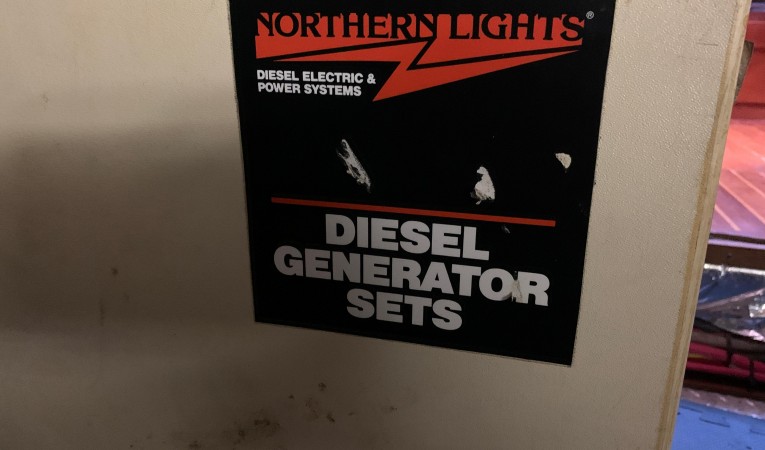 NORTHERN LIGHTS®
DIESEL ELECTRIC &
POWER SYSTEMS
DIESEL
GENERATOR
SETS